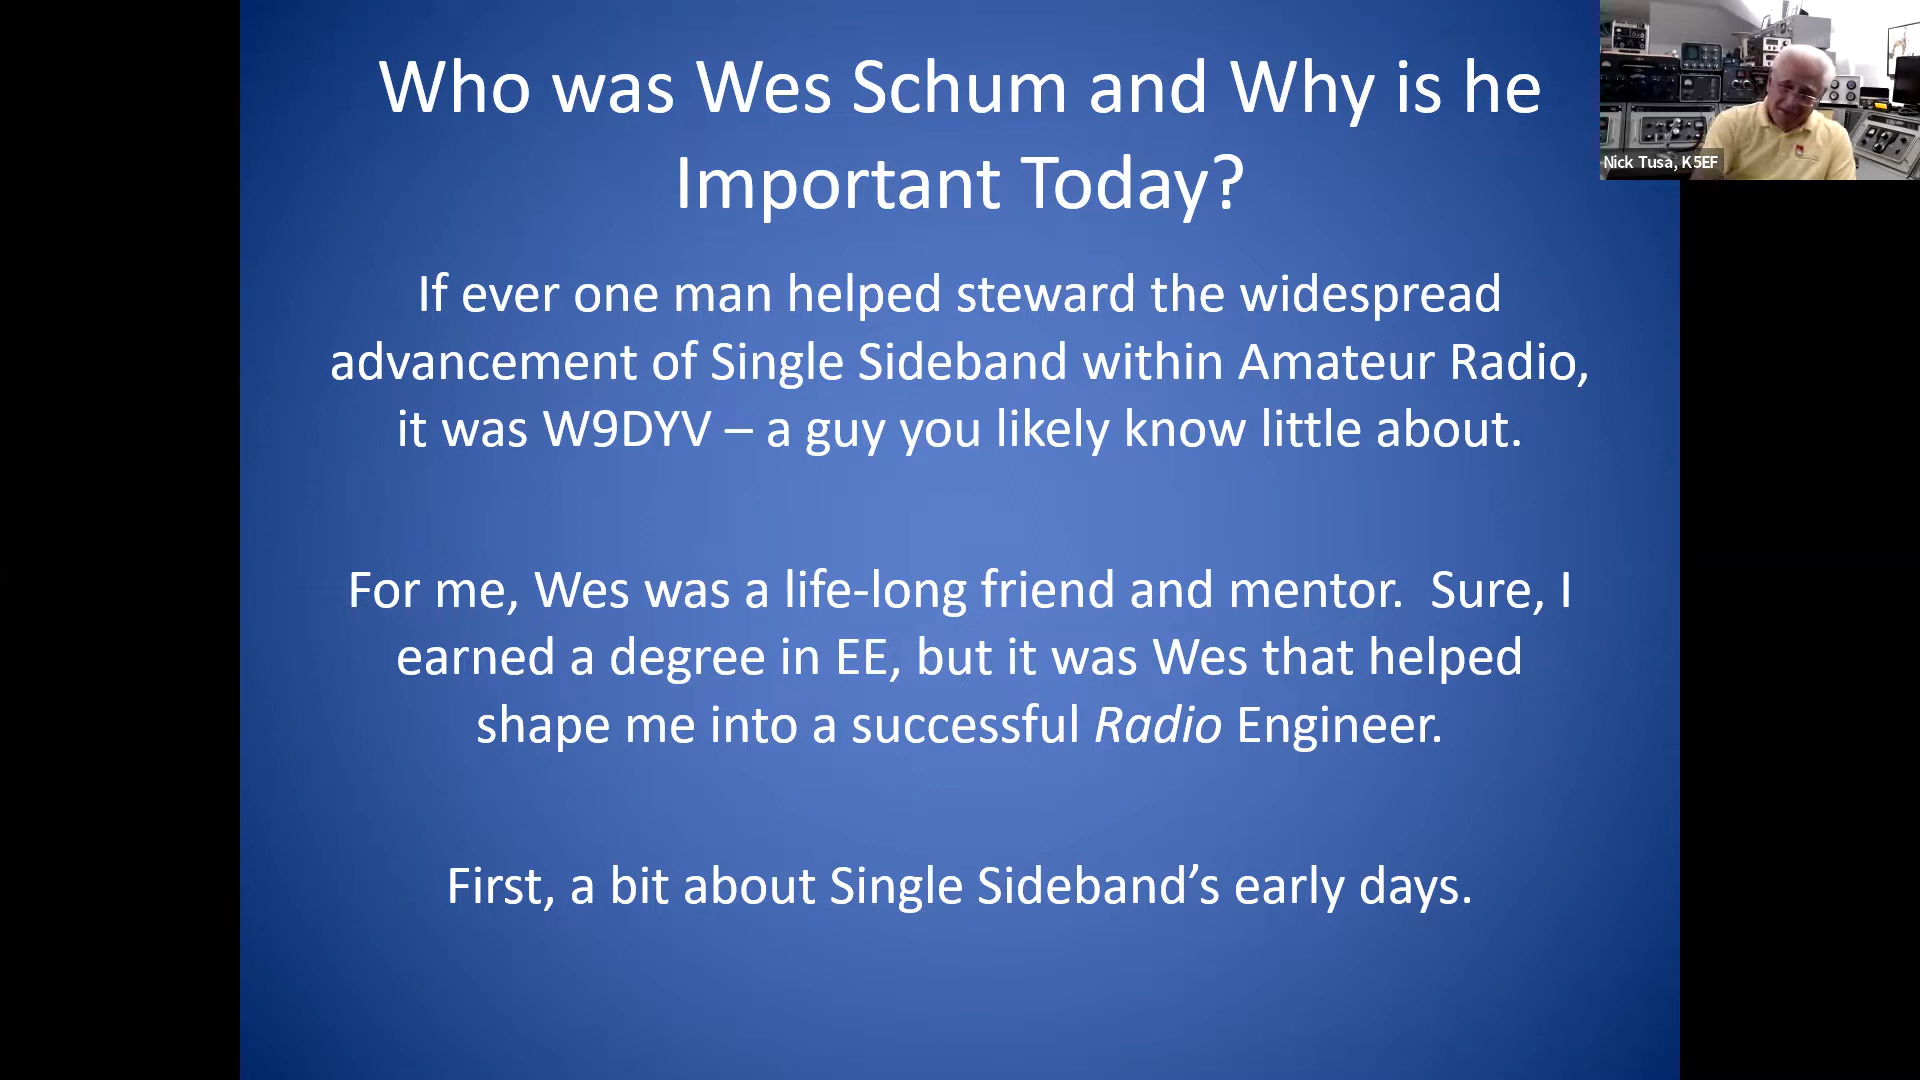 Who was Wes Schum and Why is he
Important Today?
If ever one man helped steward the widespread
advancement of Single Sideband within Amateur Radio,
it was W9DYV – a guy you likely know little about.
For me, Wes was a life-long friend and mentor.  Sure, I
earned a degree in EE, but it was Wes that helped
shape me into a successful Radio Engineer.
First, a bit about Single Sideband’s early days.
Nick Tusa, K5EF